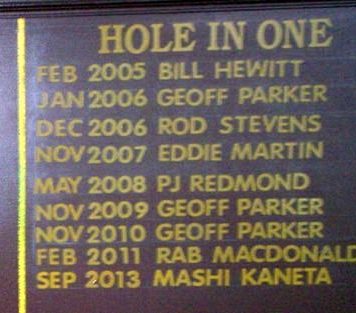 HOLE IN ONE
FEB 2005 BILL HEWITT
JAN 2006 GEOFF PARKER
DEC 2006 ROD STEVENS
NOV 2007 EDDIE MARTIN
MAY 2008 PJ REDMOND
NOV 2009 GEOFF PARKER
NOV 2010 GEOFF PARKER
FEB 2011 RAB MACDONALD
SEP 2013 MASHI KANETA